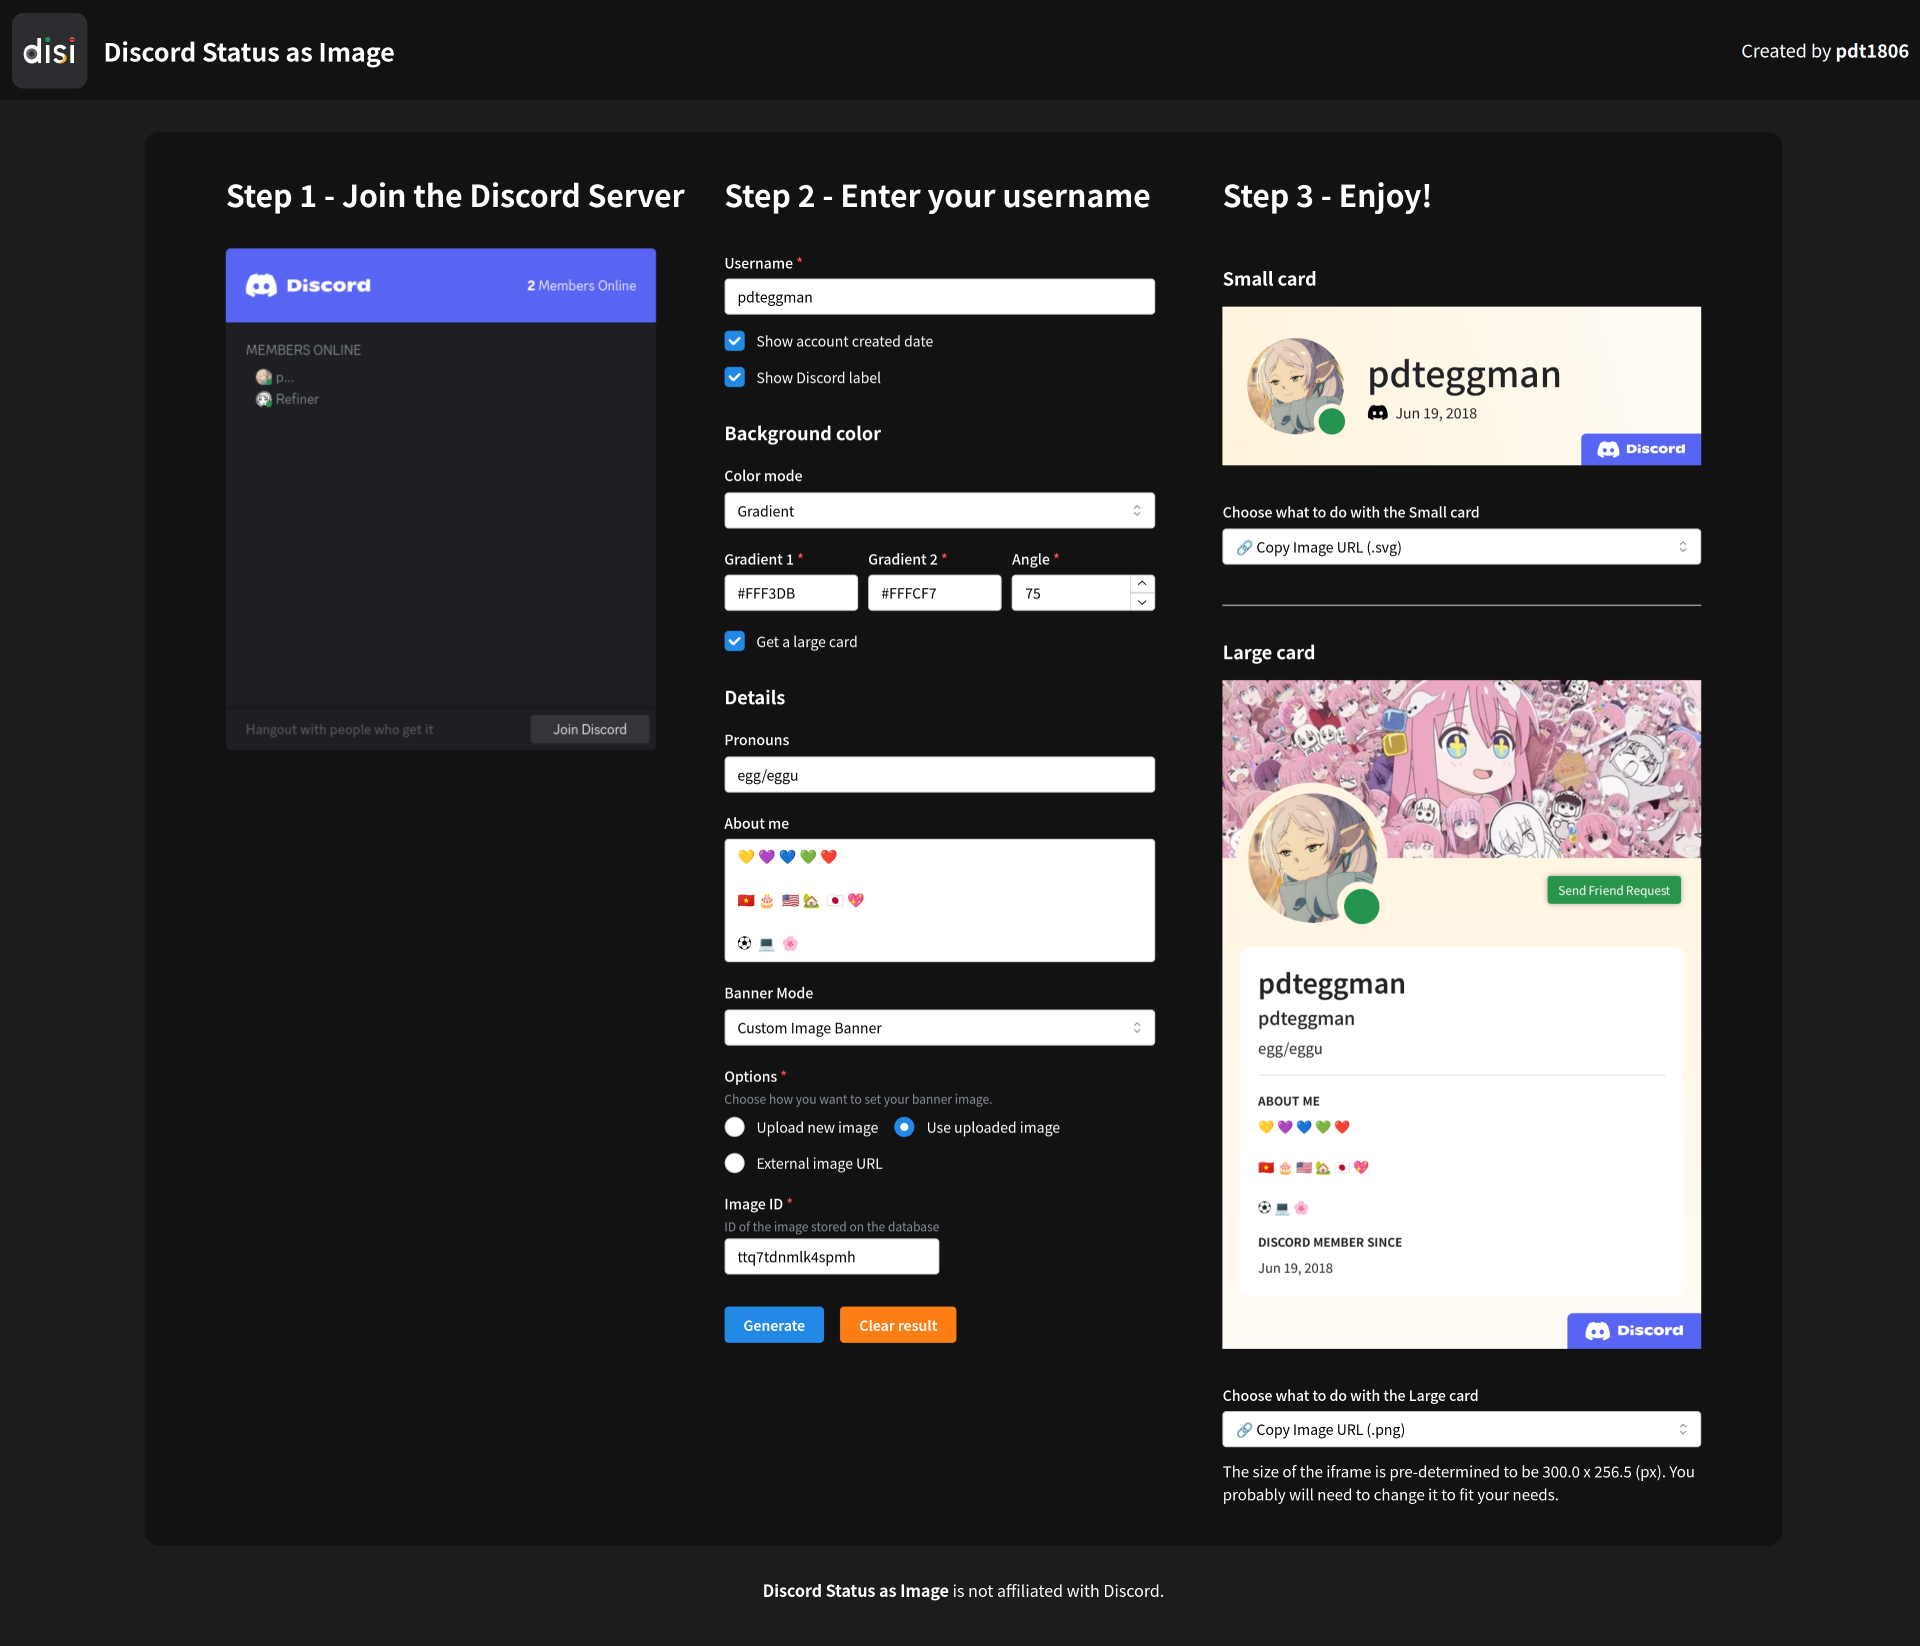 disi
Discord Status as Image
Created by pdt1806
Step 1 - Join the Discord Server
Discord
2 Members Online
MEMBERS ONLINE
p...
Refiner
Hangout with people who get it
Join Discord
Step 2 - Enter your username
Username *
pdteggman
Show account created date
Show Discord label
Background color
Color mode
Gradient
Gradient 1 *
Gradient 2 *
Angle *
#FFF3DB
#FFFCF7
75
Get a large card
Details
Pronouns
egg/eggu
About me
💛 💜 💙 💚 ❤️
🇻🇳 🎂 🇺🇸 🏡 🇯🇵 💖
⚽ 💻 🌸
Banner Mode
Custom Image Banner
Options *
Choose how you want to set your banner image.
Upload new image
Use uploaded image
External image URL
Image ID *
ID of the image stored on the database
ttq7tdnmlk4spmh
Generate
Clear result
Step 3 - Enjoy!
Small card
pdteggman
Jun 19, 2018
Discord
Choose what to do with the Small card
🔗 Copy Image URL (.svg)
Large card
Send Friend Request
pdteggman
pdteggman
egg/eggu
ABOUT ME
💛 💜 💙 💚 ❤️
🇻🇳 🎂 🇺🇸 🏡 🇯🇵 💖
⚽ 💻 🌸
DISCORD MEMBER SINCE
Jun 19, 2018
Discord
Choose what to do with the Large card
🔗 Copy Image URL (.png)
The size of the iframe is pre-determined to be 300.0 x 256.5 (px). You
probably will need to change it to fit your needs.
Discord Status as Image is not affiliated with Discord.